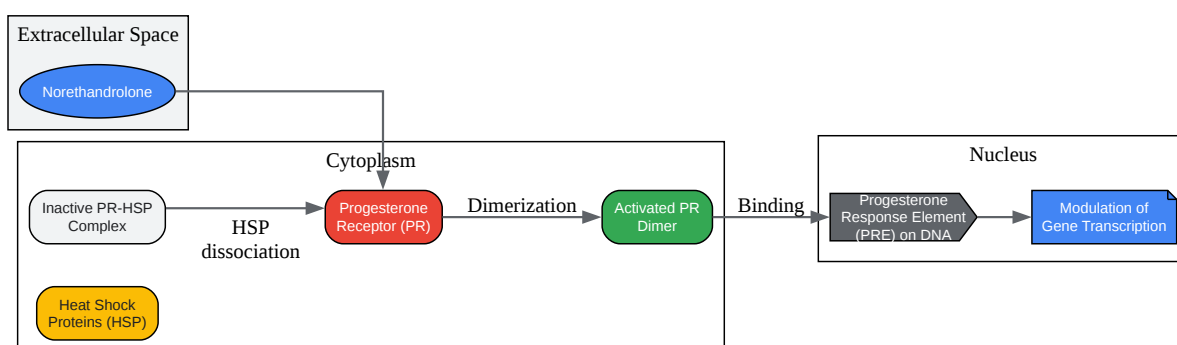 Extracellular Space
Norethandrolone
Cytoplasm
Inactive PR-HSP
Complex
HSP
dissociation
Progesterone
Receptor (PR)
Dimerization
Activated PR
Dimer
Binding
Heat Shock
Proteins (HSP)
Nucleus
Progesterone
Response Element
(PRE) on DNA
Modulation of
Gene Transcription